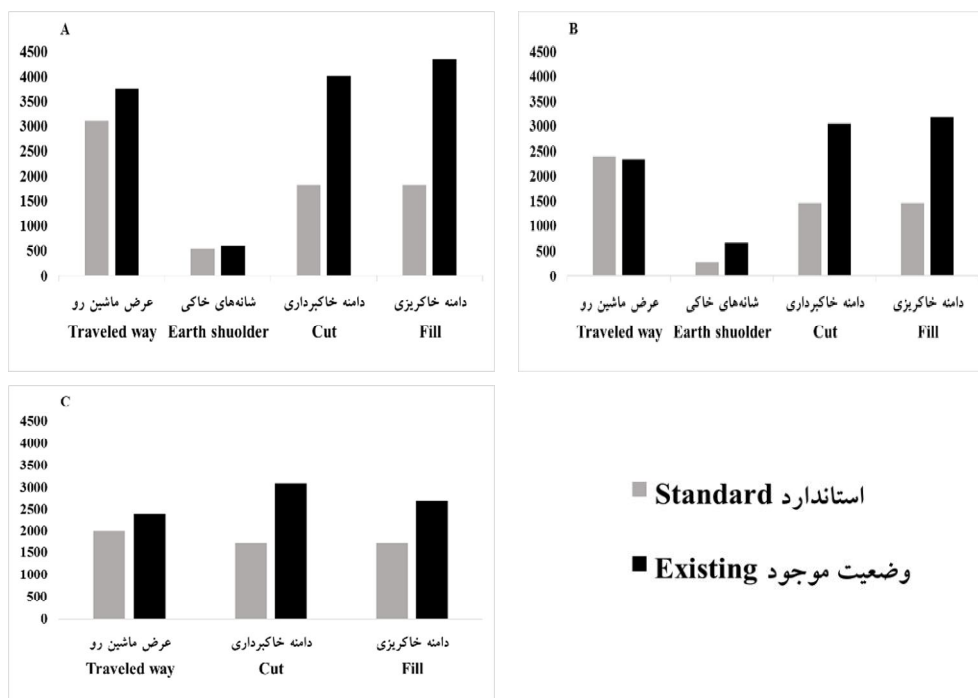 A
4500
4000
3500
3000
2500
2000
1500
1000
500
0
عرض ماشین رو
شانه‌های خاکی
دامنه خاکبرداری
دامنه خاکریزی
Traveled way
Earth shuolder
Cut
Fill
B
4500
4000
3500
3000
2500
2000
1500
1000
500
0
عرض ماشین رو
شانه‌های خاکی
دامنه خاکبرداری
دامنه خاکریزی
Traveled way
Earth shuolder
Cut
Fill
C
4500
4000
3500
3000
2500
2000
1500
1000
500
0
عرض ماشین رو
دامنه خاکبرداری
دامنه خاکریزی
Traveled way
Cut
Fill
Standard استاندارد
Existing وضعیت موجود